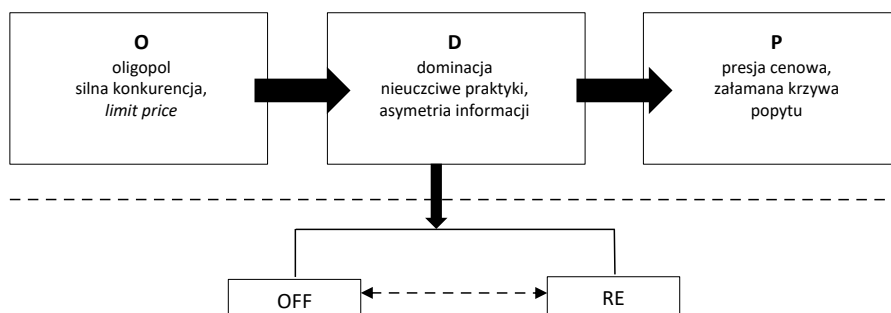 O
oligopol
silna konkurencja,
limit price
D
dominacja
nieuczciwe praktyki,
asymetria informacji
P
presja cenowa,
załamana krzywa
popytu
OFF
RE